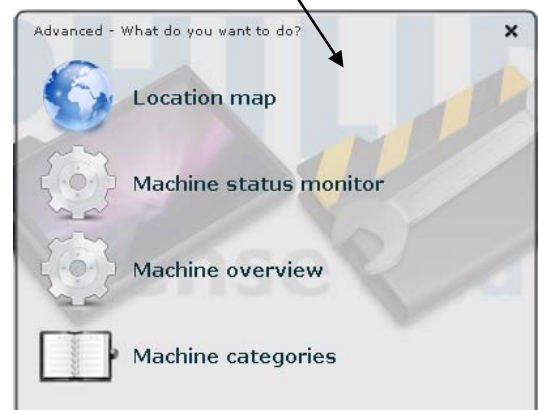 Advanced - What do you want to do?
Location map
Machine status monitor
Machine overview
Machine categories